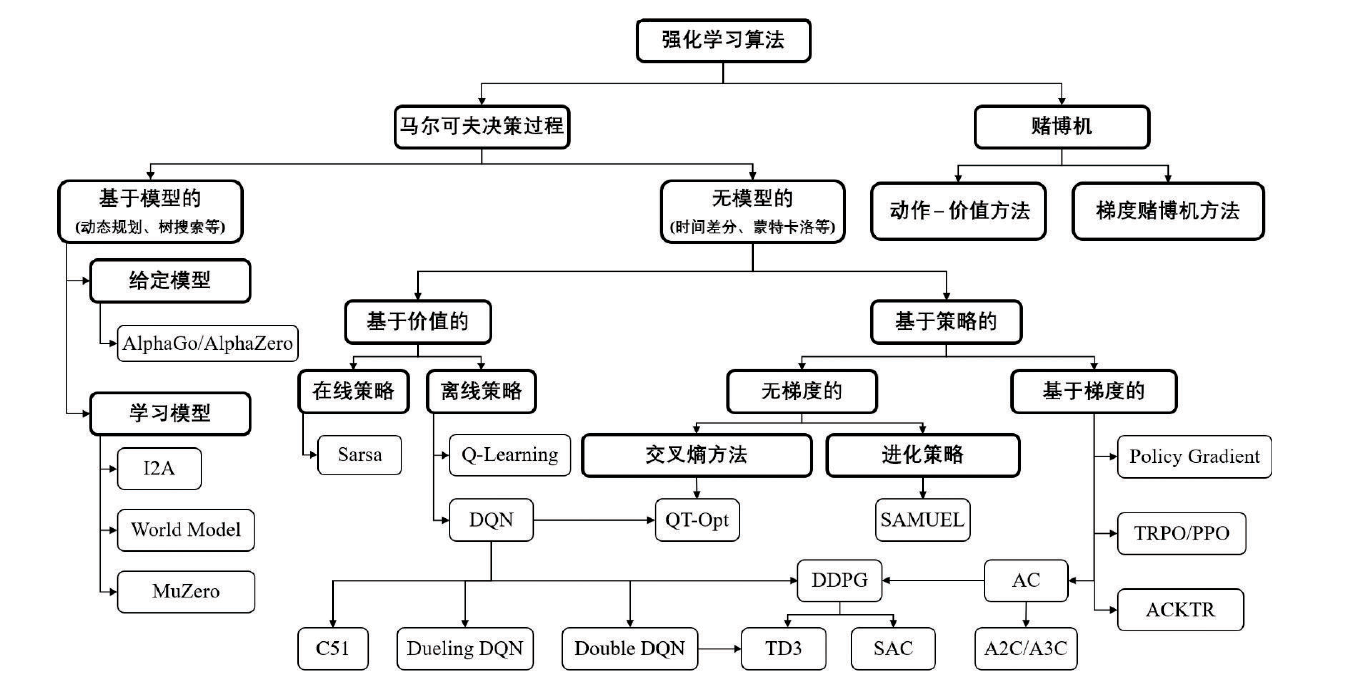 强化学习算法
马尔可夫决策过程
赌博机
基于模型的
(动态规划、树搜索等)
无模型的
(时间差分、蒙特卡洛等)
动作－价值方法
梯度赌博机方法
给定模型
AlphaGo/AlphaZero
学习模型
I2A
World Model
MuZero
基于价值的
基于策略的
在线策略
离线策略
无梯度的
基于梯度的
Sarsa
Q-Learning
交叉熵方法
进化策略
Policy Gradient
DQN
QT-Opt
SAMUEL
TRPO/PPO
DDPG
AC
ACKTR
C51
Dueling DQN
Double DQN
TD3
SAC
A2C/A3C